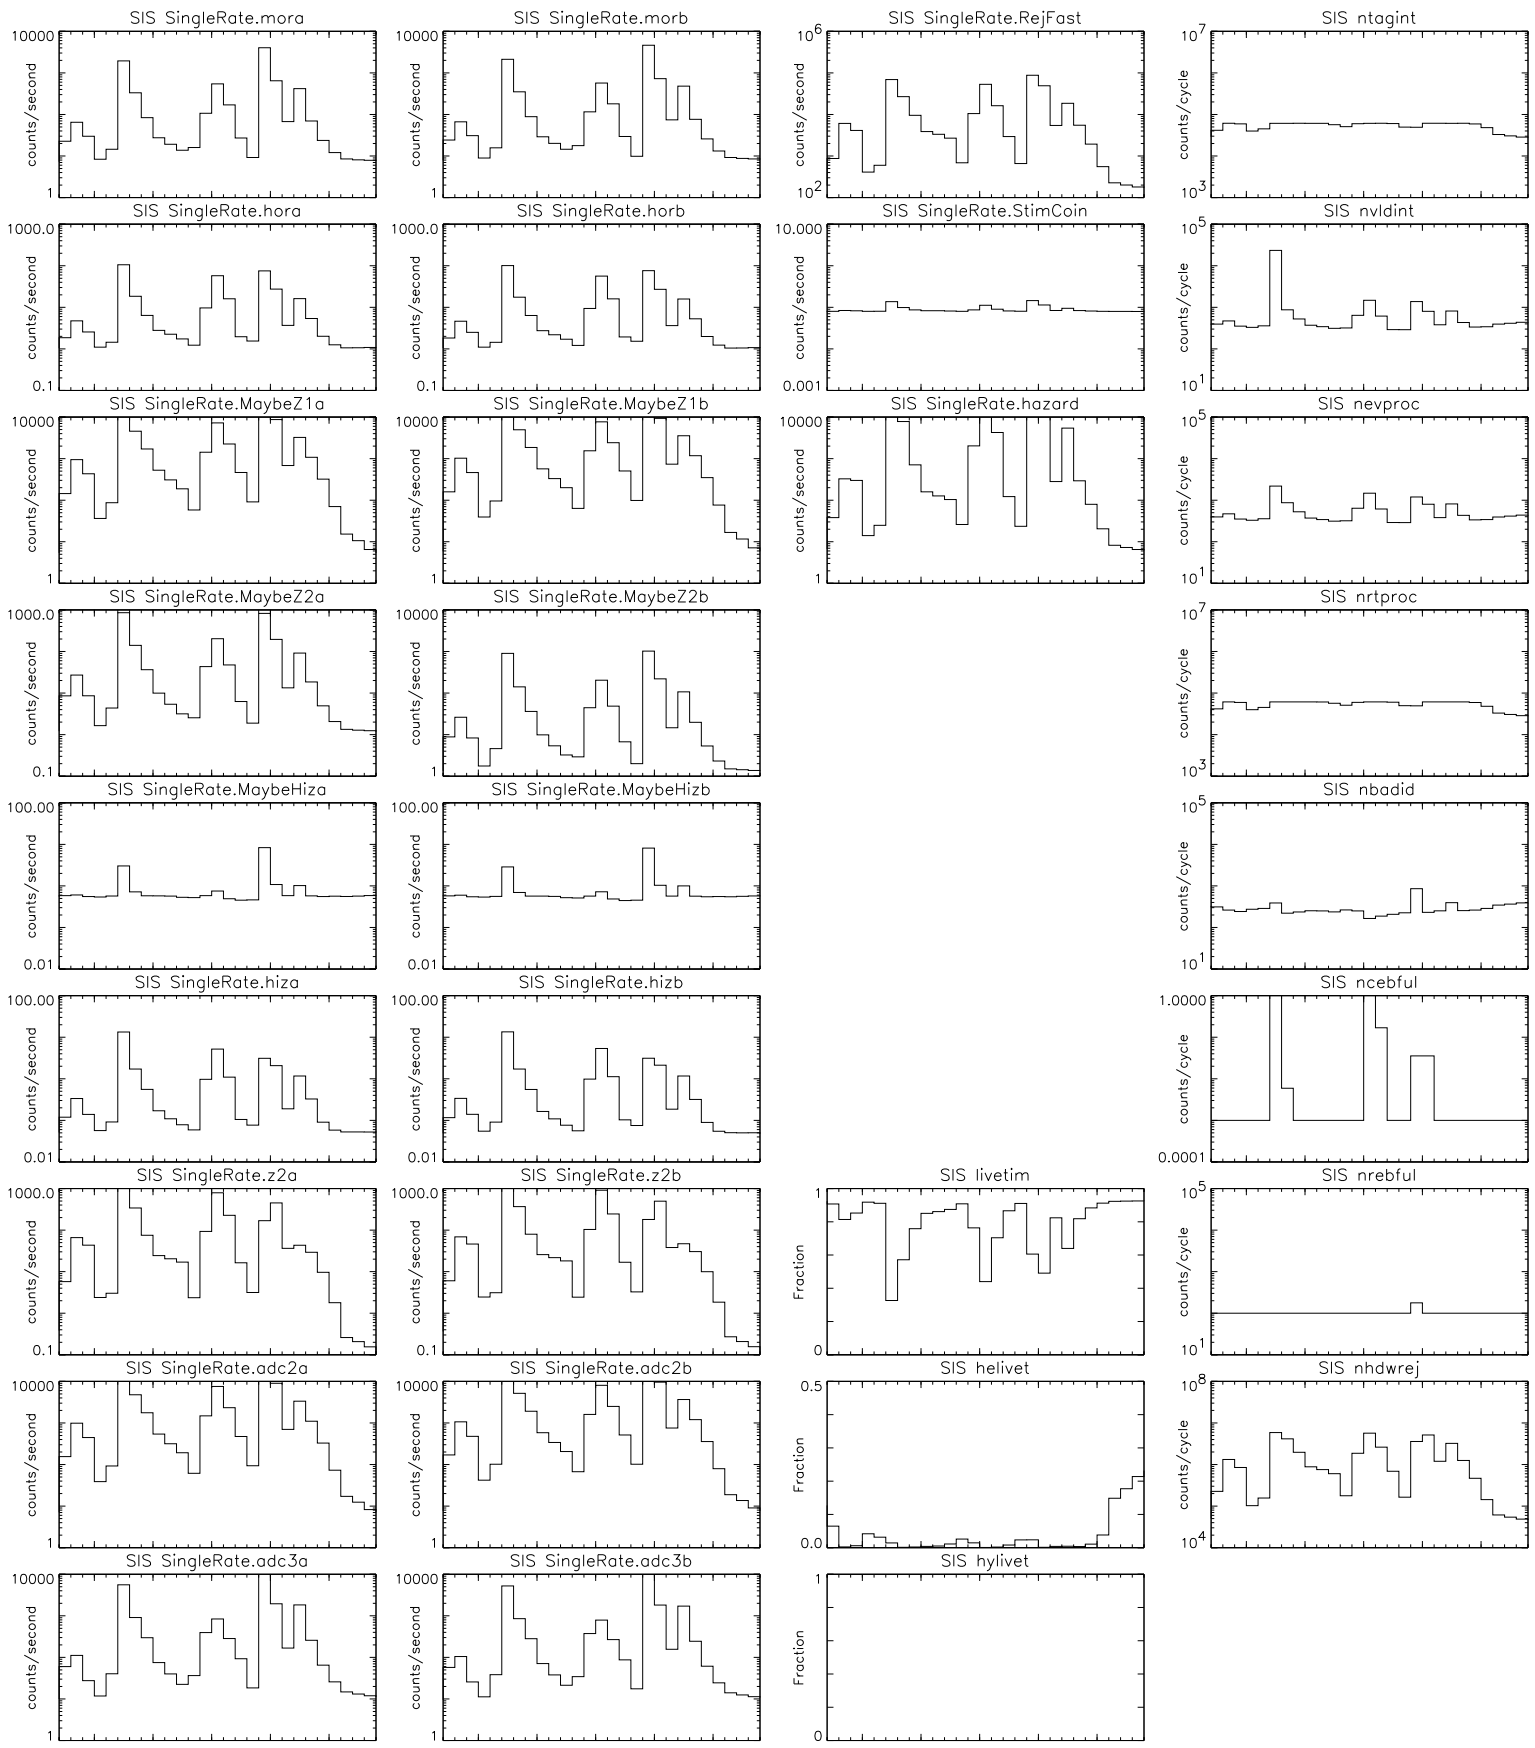 SIS SingleRate.mora
10000
counts/second
1
SIS SingleRate.morb
10000
counts/second
1
SIS SingleRate.RejFast
10^6
counts/second
10^2
SIS ntagint
10^7
counts/cycle
10^3
SIS SingleRate.hora
1000.0
counts/second
0.1
SIS SingleRate.horb
1000.0
counts/second
0.1
SIS SingleRate.StimCoin
10.000
counts/second
0.001
SIS nvldint
10^5
counts/cycle
10^1
SIS SingleRate.MaybeZ1a
10000
counts/second
1
SIS SingleRate.MaybeZ1b
10000
counts/second
1
SIS SingleRate.hazard
10000
counts/second
1
SIS nevproc
10^5
counts/cycle
10^1
SIS SingleRate.MaybeZ2a
1000.0
counts/second
0.1
SIS SingleRate.MaybeZ2b
10000
counts/second
1
SIS nrtproc
10^7
counts/cycle
10^3
SIS SingleRate.MaybeHiza
100.00
counts/second
0.01
SIS SingleRate.MaybeHizb
100.00
counts/second
0.01
SIS nbadid
10^5
counts/cycle
10^1
SIS SingleRate.hiza
100.00
counts/second
0.01
SIS SingleRate.hizb
100.00
counts/second
0.01
SIS ncebful
1.0000
counts/cycle
0.0001
SIS SingleRate.z2a
1000.0
counts/second
0.1
SIS SingleRate.z2b
1000.0
counts/second
0.1
SIS livetim
1
Fraction
0
SIS nrebful
10^5
counts/cycle
10^1
SIS SingleRate.adc2a
10000
counts/second
1
SIS SingleRate.adc2b
10000
counts/second
1
SIS helivet
0.5
Fraction
0.0
SIS nhdwrej
10^8
counts/cycle
10^4
SIS SingleRate.adc3a
10000
counts/second
1
SIS SingleRate.adc3b
10000
counts/second
1
SIS hylivet
1
Fraction
0